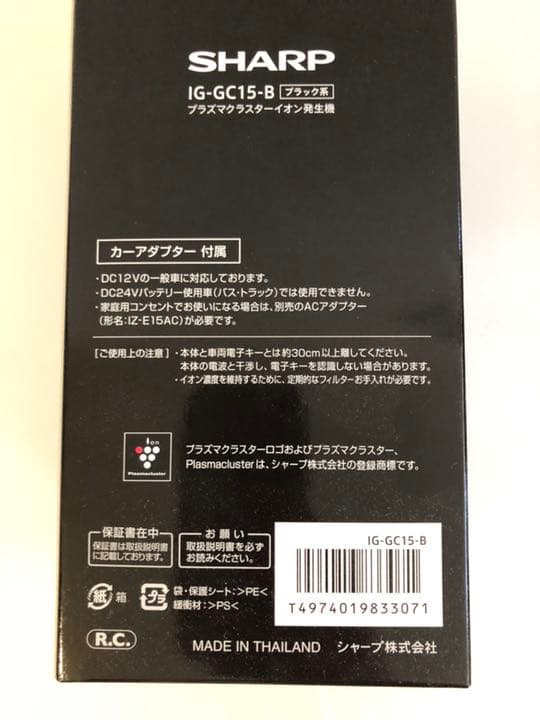 SHARP
IG-GC15-B ブラック系
プラズマクラスターイオン発生機
カーアダプター 付属
・DC12Vの一般車に対応しております。
・DC24Vバッテリー使用車(バス・トラック)では使用できません。
・家庭用コンセントでお使いになる場合は、別売のACアダプター
(形名:IZ-E15AC)が必要です。
[ご使用上の注意] ・本体と車両電子キーとは約30cm以上離してください。
本体の電波と干渉し、電子キーを認識しない場合があります。
・イオン濃度を維持するために、定期的なフィルターお手入れが必要です。
Ion
Plasmacluster
プラズマクラスターロゴおよびプラズマクラスター、
Plasmaclusterは、シャープ株式会社の登録商標です。
保証書在中
保証書は取扱説明書
に記載しております。
お願い
取扱説明書を必ず
お読みください。
IG-GC15-B
T4974019833071
紙 箱
プラ 袋・保護シート:>PE<
緩衝材:>PS<
R.C.
MADE IN THAILAND シャープ株式会社